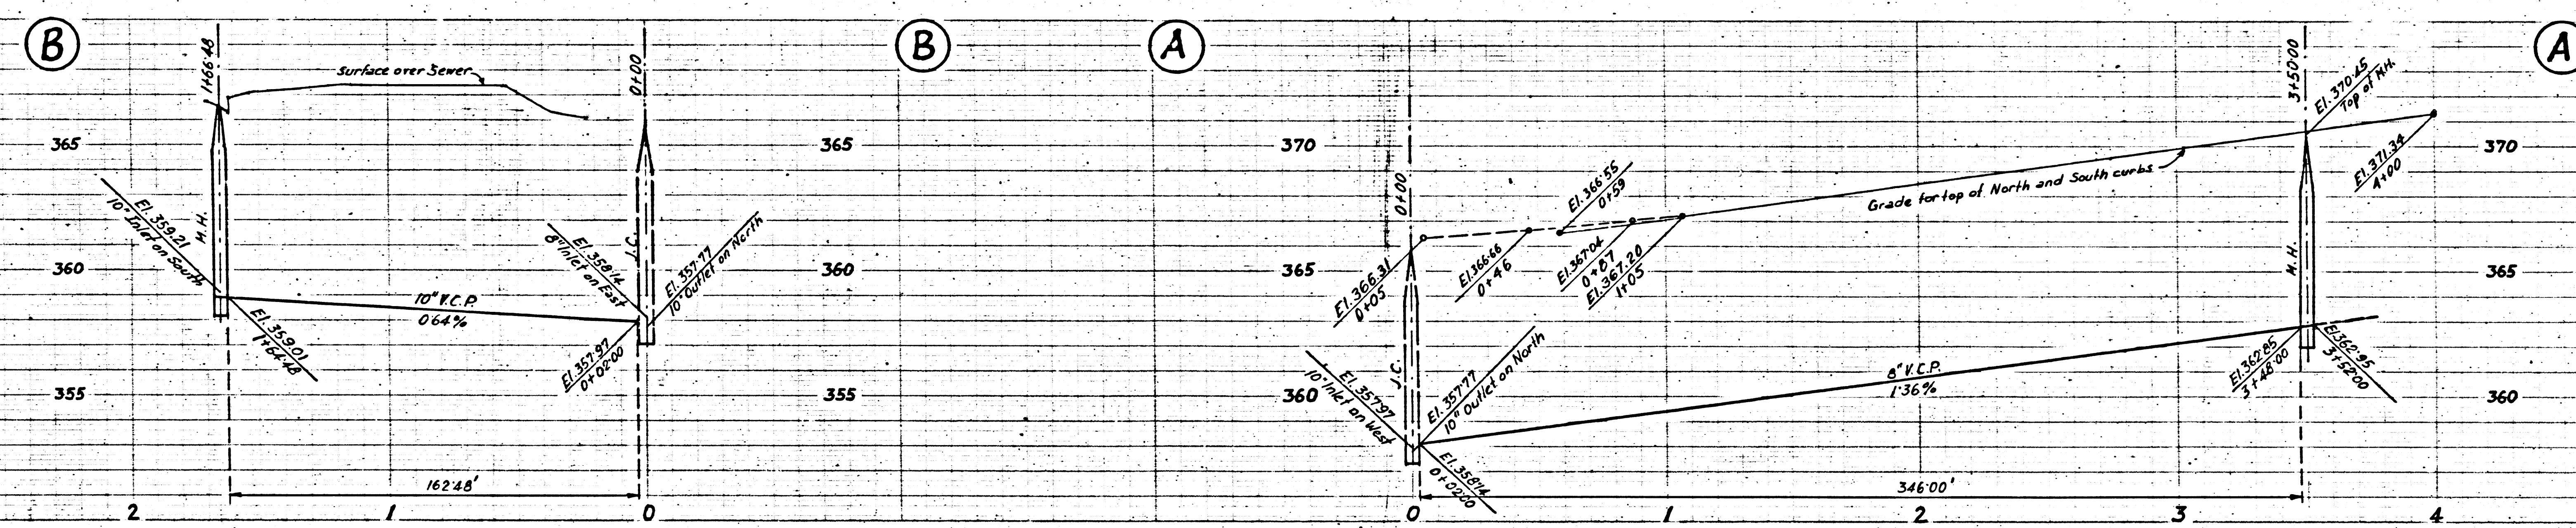 B
1+66.48
surface over Sewer
0+00
365
El. 359.21
10" Inlet on South
M.H.
360
El. 359.01
1+64.48
355
10" V.C.P.
0.64%
El. 358.14
8" Inlet on East
J.C.
El. 357.77
10" Outlet on North
El. 357.97
0+02.00
162.48'
2
1
0
B
365
360
355
A
370
365
360
0+00
El. 366.31
0+05
El. 366.66
0+46
El. 366.55
0+59
El. 367.04
0+87
El. 367.20
1+05
Grade for top of North and South curbs
3+50.00
El. 370.45
Top of M.H.
El. 371.34
4+00
M.H.
J.C.
El. 357.97
10" Inlet on West
El. 357.77
10" Outlet on North
El. 358.14
0+02.00
8" V.C.P.
1.36%
El. 362.85
3+48.00
El. 362.95
3+52.00
346.00'
0
1
2
3
4
A
370
365
360